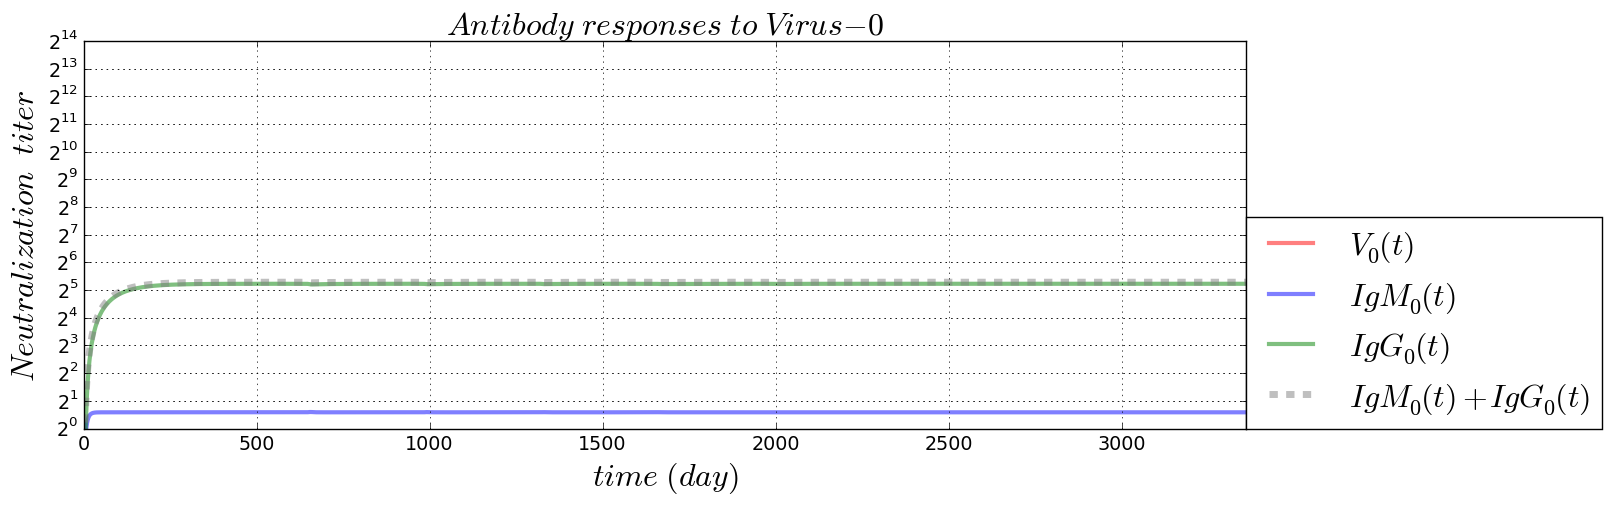 Antibody responses to Virus−0
2^14
2^13
2^12
2^11
2^10
2^9
2^8
2^7
2^6
2^5
2^4
2^3
2^2
2^1
2^0
Neutralization titer
0 500 1000 1500 2000 2500 3000
time (day)
V_0(t)
IgM_0(t)
IgG_0(t)
IgM_0(t)+IgG_0(t)